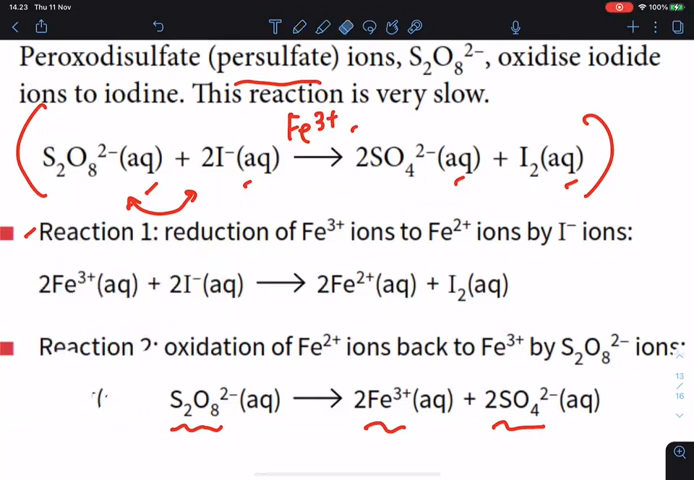 14.23 Thu 11 Nov
100%
Peroxodisulfate (persulfate) ions, S₂O₈²⁻, oxidise iodide
ions to iodine. This reaction is very slow.
Fe³⁺
S₂O₈²⁻(aq) + 2I⁻(aq) ⟶ 2SO₄²⁻(aq) + I₂(aq)
Reaction 1: reduction of Fe³⁺ ions to Fe²⁺ ions by I⁻ ions:
2Fe³⁺(aq) + 2I⁻(aq) ⟶ 2Fe²⁺(aq) + I₂(aq)
Reaction 2: oxidation of Fe²⁺ ions back to Fe³⁺ by S₂O₈²⁻ ions:
S₂O₈²⁻(aq) ⟶ 2Fe³⁺(aq) + 2SO₄²⁻(aq)
13
/
16